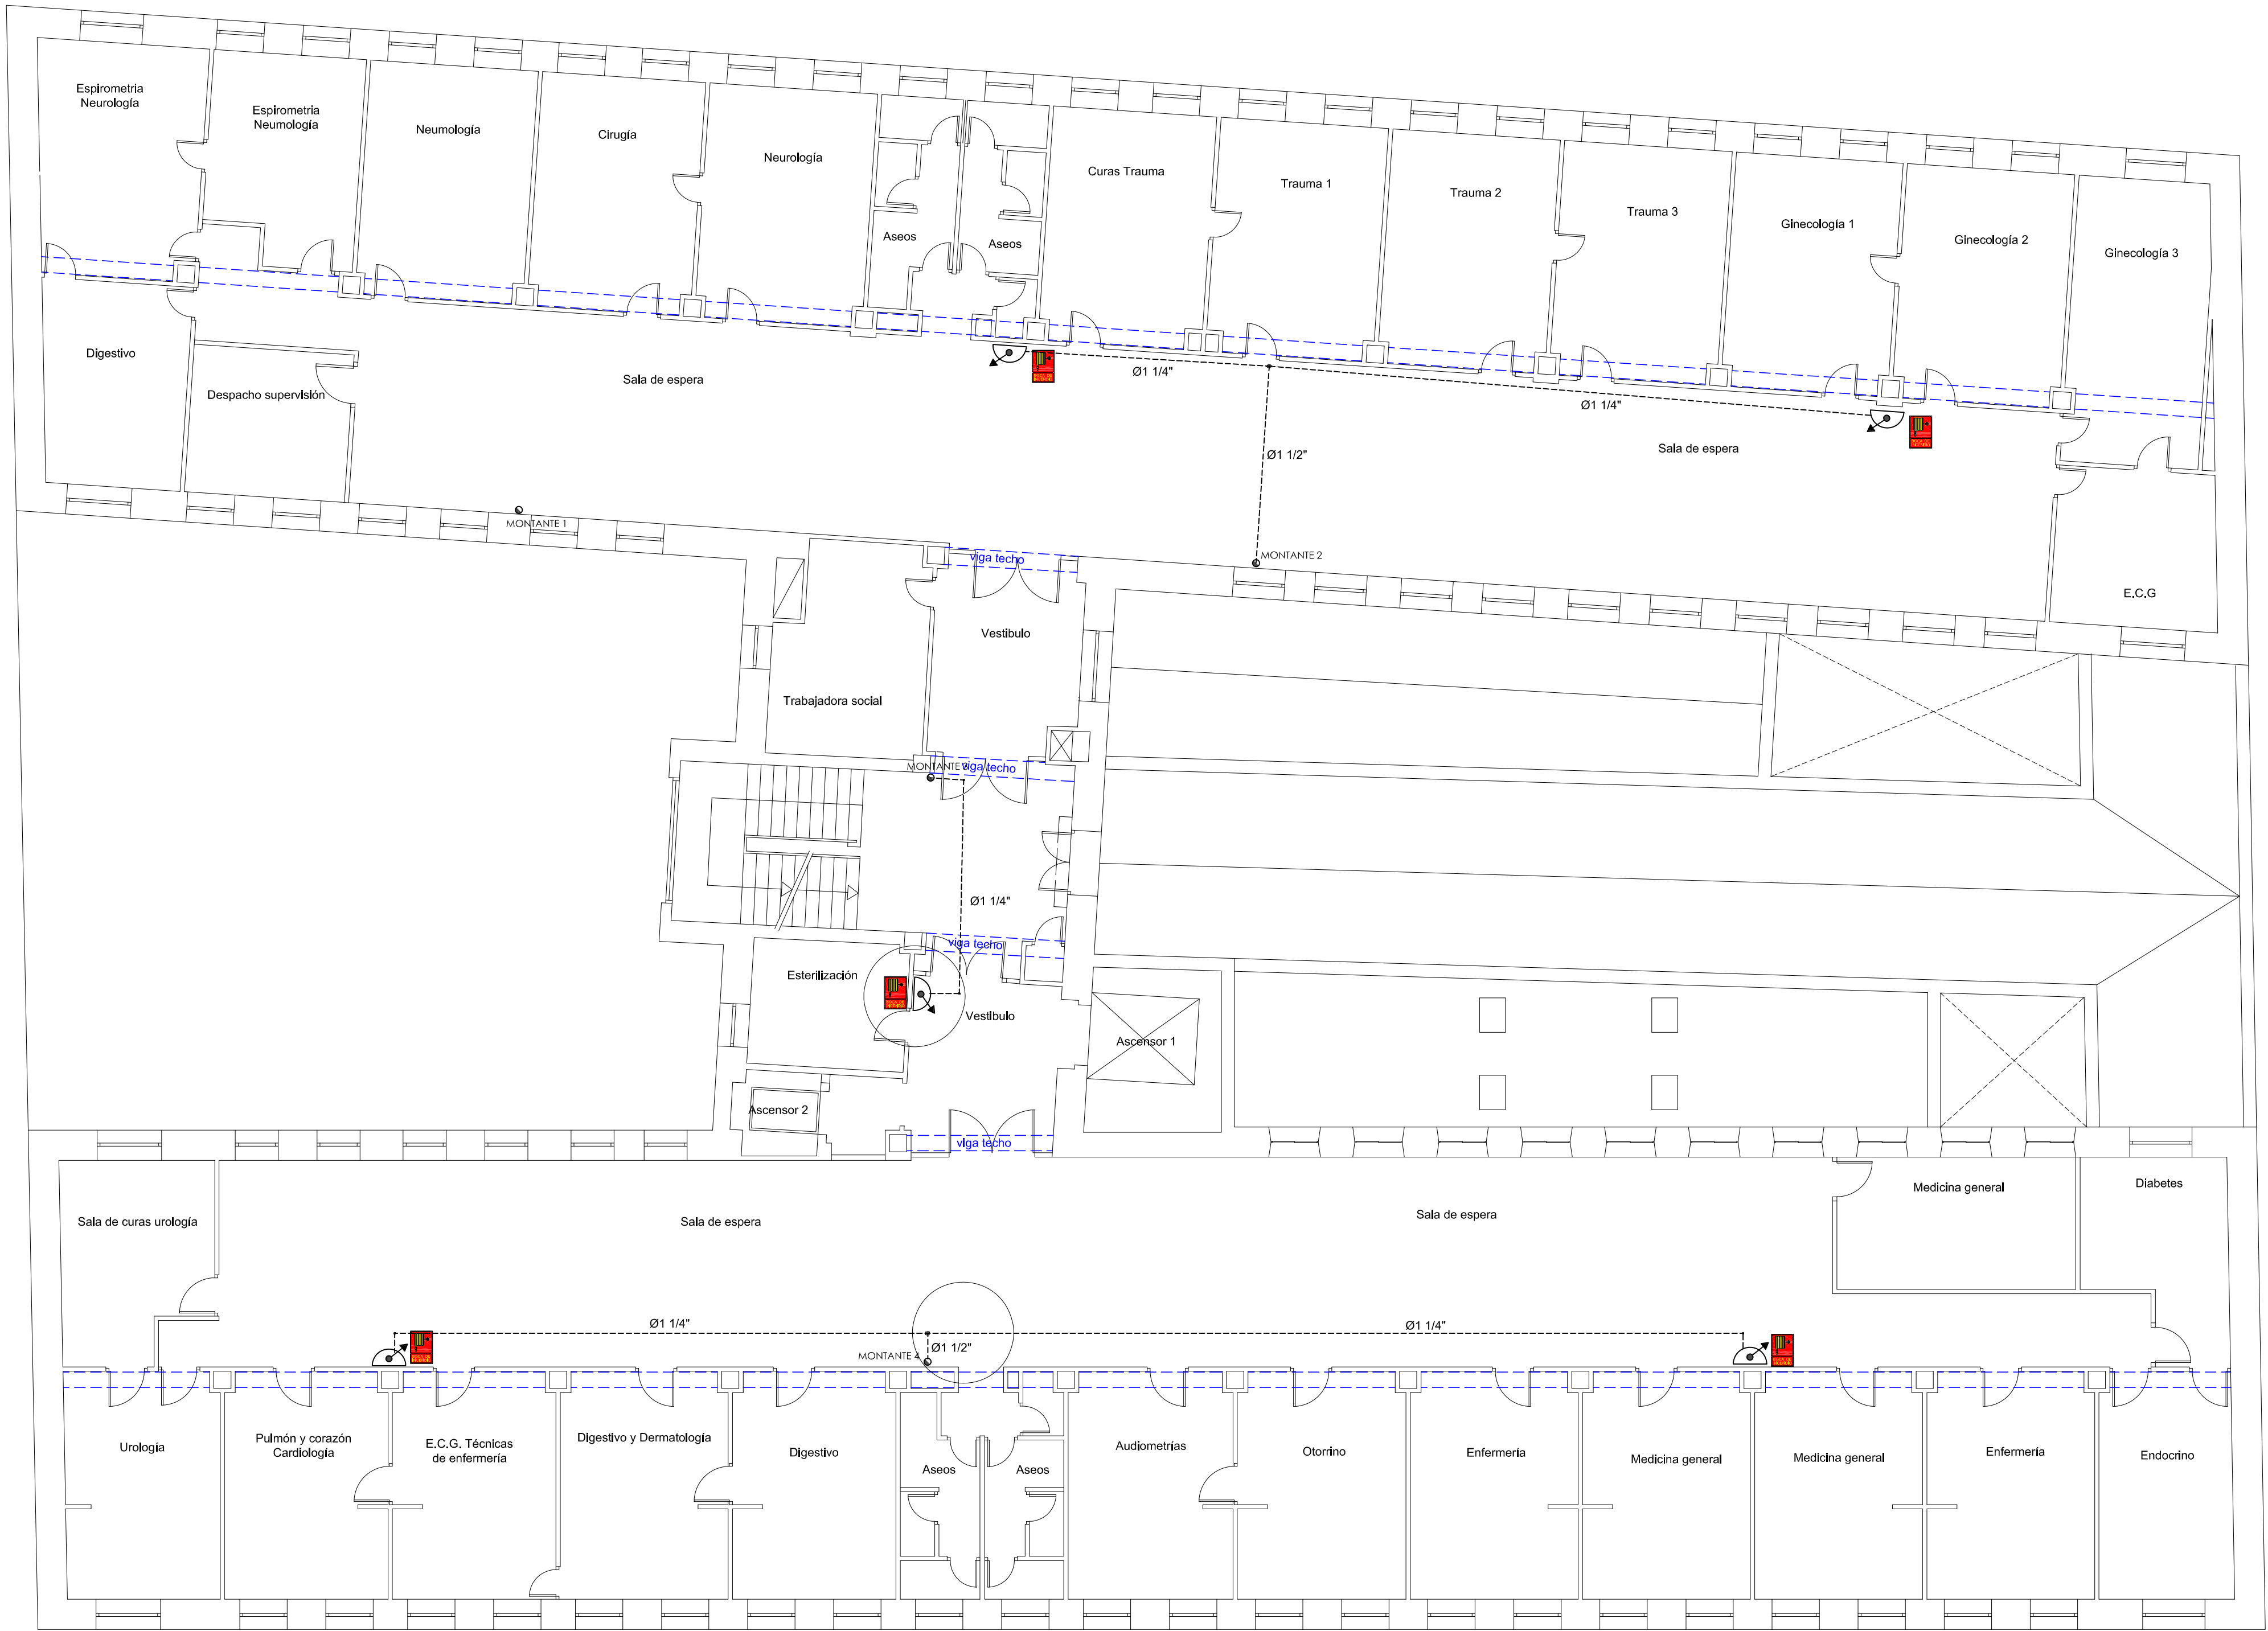 Espirometria
Neurología
Espirometria
Neumología
Neumología
Cirugía
Neurología
Aseos
Aseos
Curas Trauma
Trauma 1
Trauma 2
Trauma 3
Ginecología 1
Ginecología 2
Ginecología 3
Digestivo
Despacho supervisión
Sala de espera
Ø1 1/4"
Ø1 1/4"
Ø1 1/2"
Sala de espera
MONTANTE 1
MONTANTE 2
E.C.G
viga techo
Vestibulo
Trabajadora social
MONTANTE
viga techo
Ø1 1/4"
viga techo
Esterilización
Vestibulo
Ascensor 1
Ascensor 2
viga techo
Sala de curas urología
Sala de espera
Sala de espera
Medicina general
Diabetes
Ø1 1/4"
Ø1 1/4"
Ø1 1/2"
MONTANTE 4
Urología
Pulmón y corazón
Cardiología
E.C.G. Técnicas
de enfermería
Digestivo y Dermatología
Digestivo
Aseos
Aseos
Audiometrías
Otorrino
Enfermería
Medicina general
Medicina general
Enfermería
Endocrino